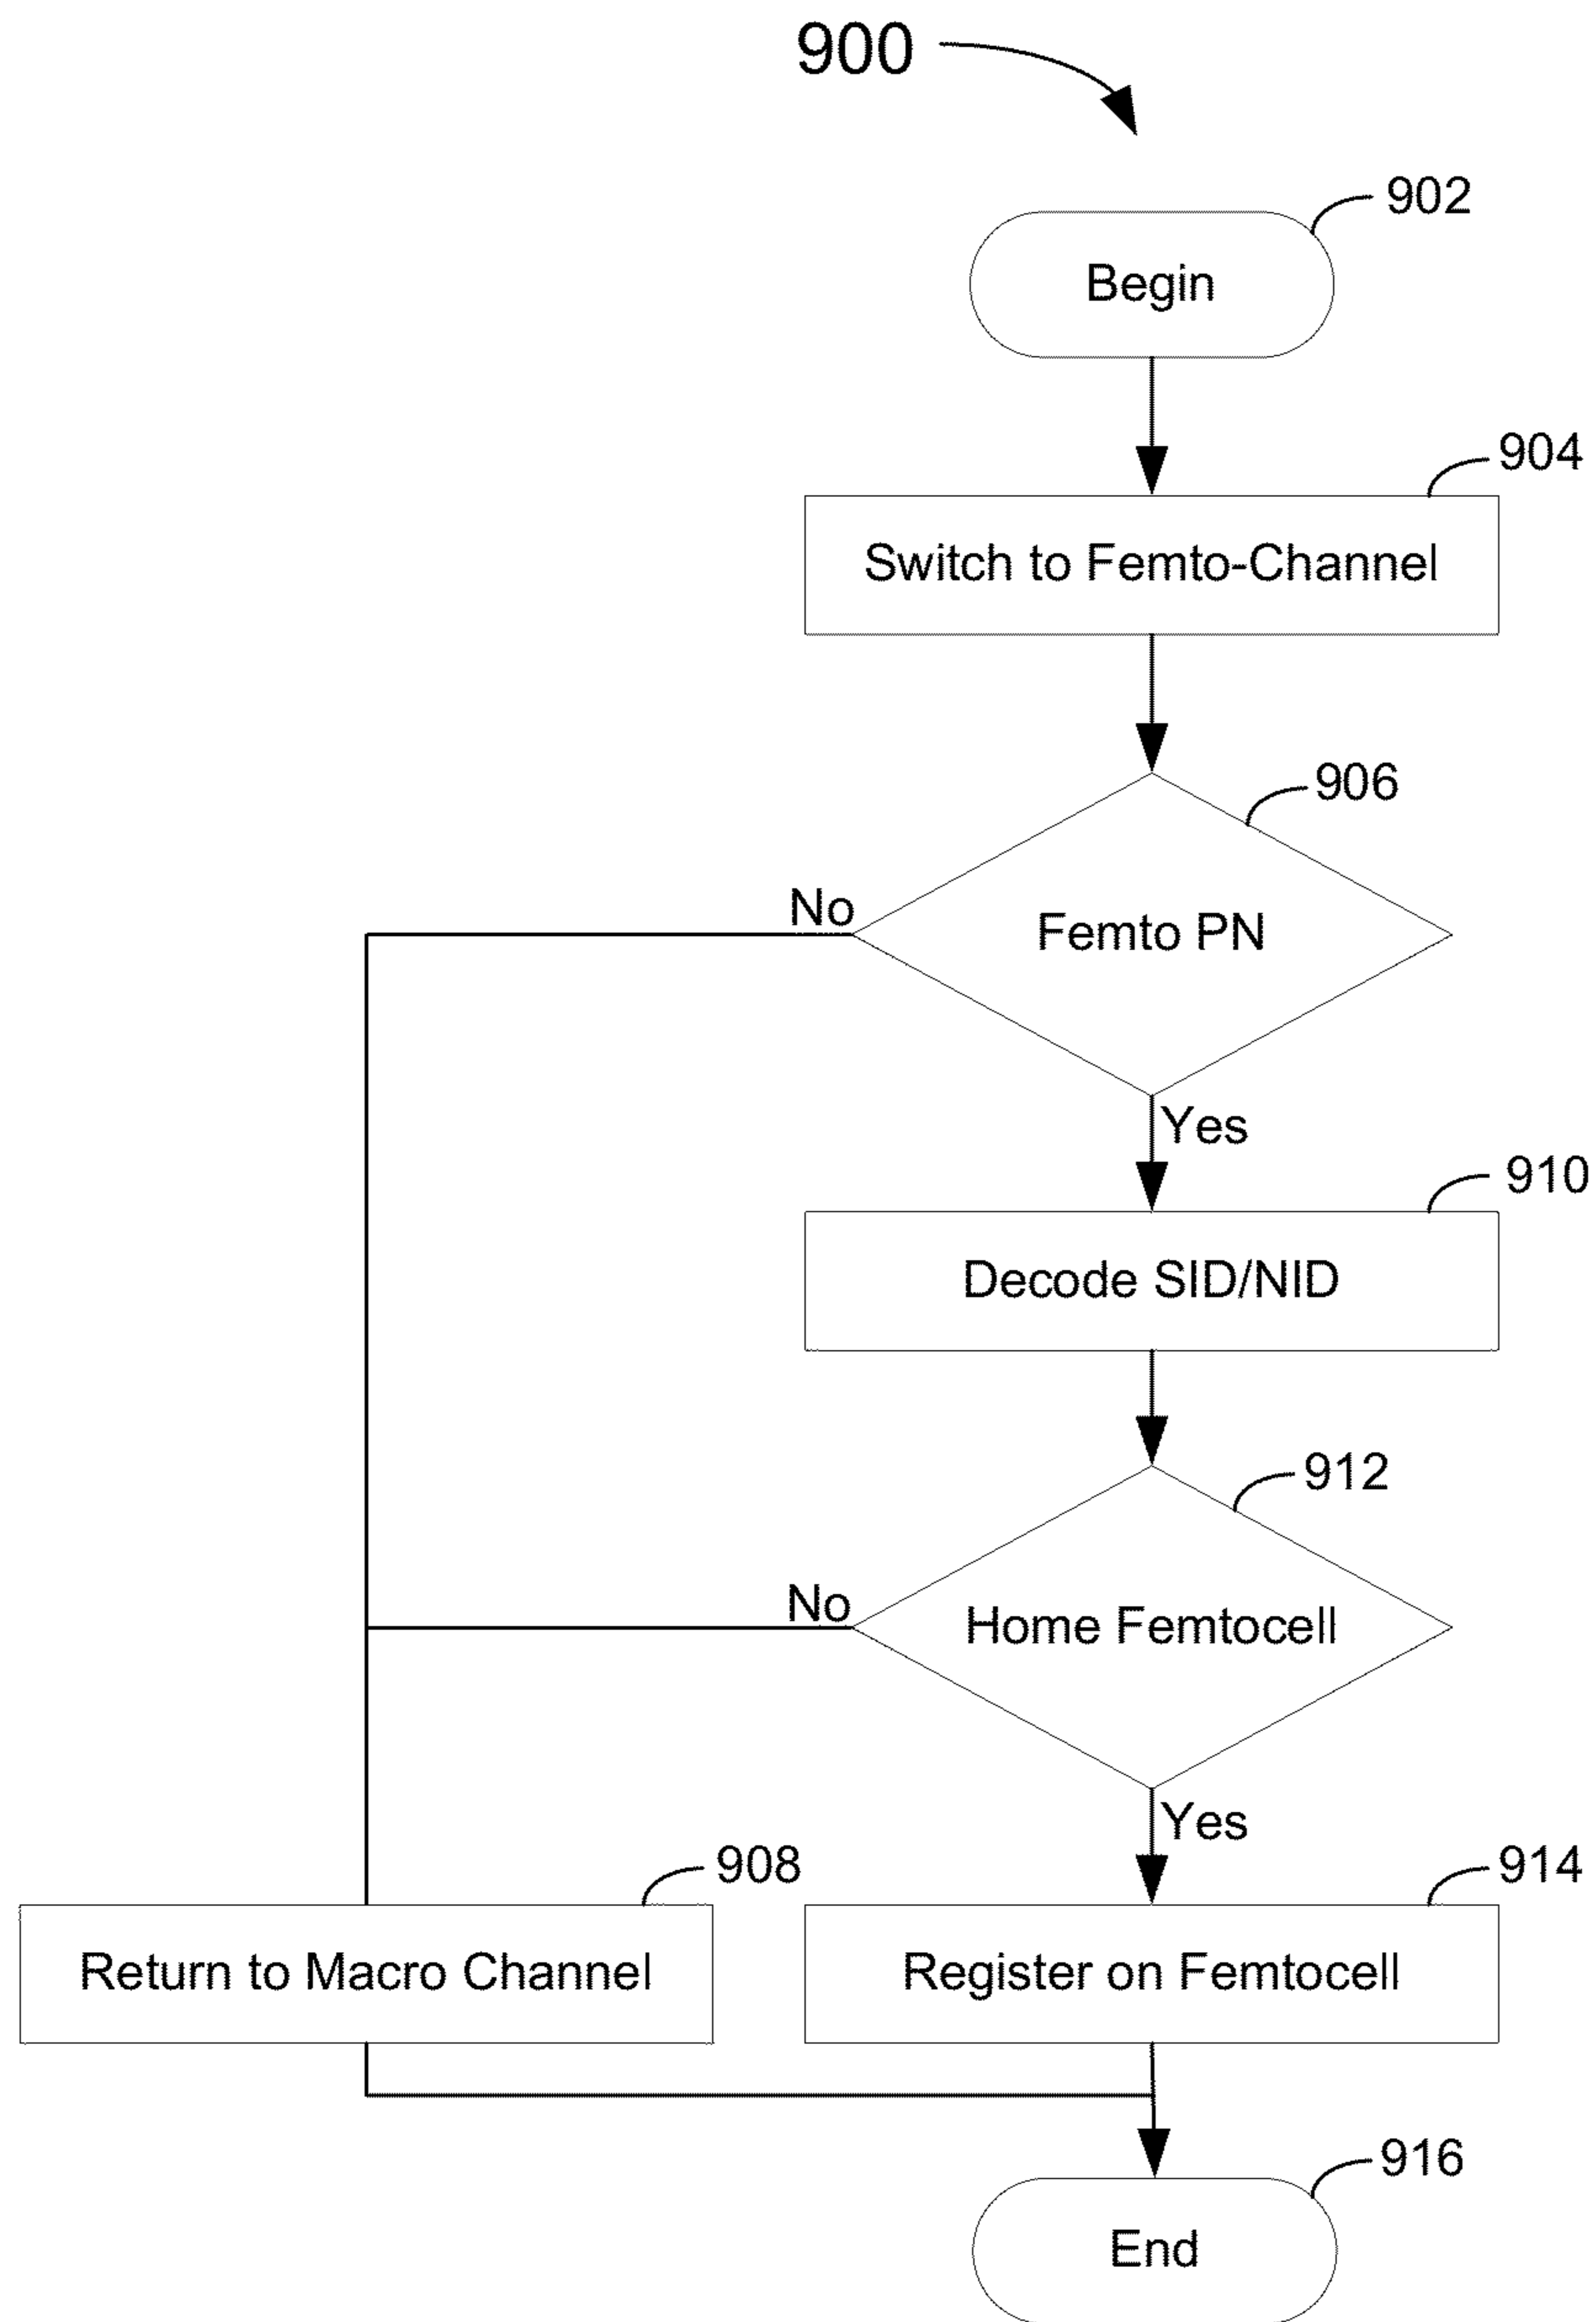 900
902
Begin
904
Switch to Femto-Channel
906
No
Femto PN
Yes
910
Decode SID/NID
912
No
Home Femtocell
Yes
908
914
Return to Macro Channel
Register on Femtocell
916
End